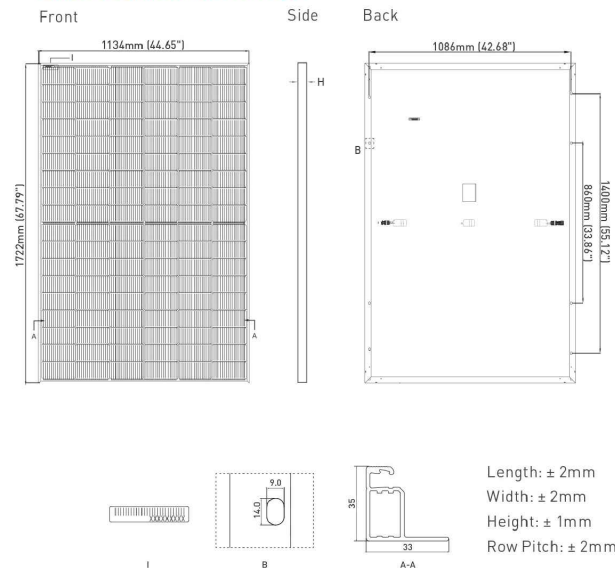 Front
Side
Back
1134mm (44.65")
I
H
1722mm (67.79")
A
A
1086mm (42.68")
B
860mm (33.86")
1400mm (55.12")
I
9.0
14.0
B
35
33
A-A
Length: ± 2mm
Width: ± 2mm
Height: ± 1mm
Row Pitch: ± 2mm